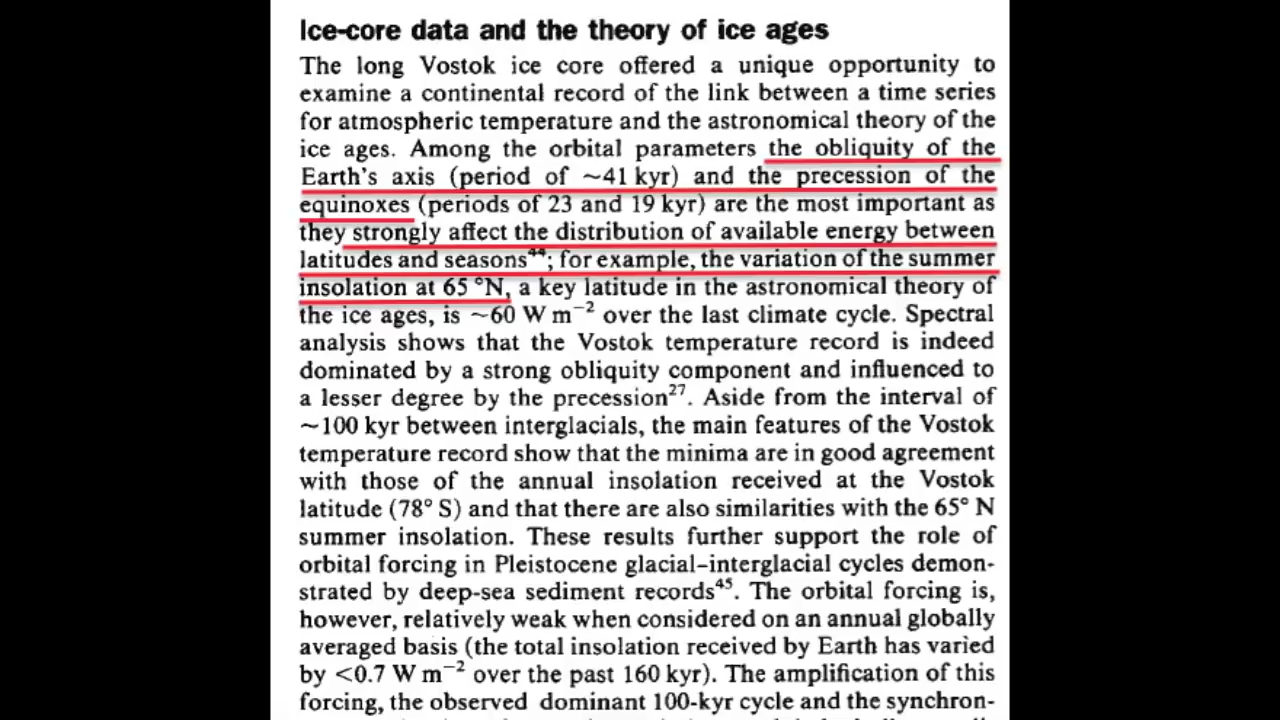 Ice-core data and the theory of ice ages
The long Vostok ice core offered a unique opportunity to
examine a continental record of the link between a time series
for atmospheric temperature and the astronomical theory of the
ice ages. Among the orbital parameters the obliquity of the
Earth's axis (period of ~41 kyr) and the precession of the
equinoxes (periods of 23 and 19 kyr) are the most important as
they strongly affect the distribution of available energy between
latitudes and seasons⁴⁴; for example, the variation of the summer
insolation at 65 °N, a key latitude in the astronomical theory of
the ice ages, is ~60 W m⁻² over the last climate cycle. Spectral
analysis shows that the Vostok temperature record is indeed
dominated by a strong obliquity component and influenced to
a lesser degree by the precession²⁷. Aside from the interval of
~100 kyr between interglacials, the main features of the Vostok
temperature record show that the minima are in good agreement
with those of the annual insolation received at the Vostok
latitude (78° S) and that there are also similarities with the 65° N
summer insolation. These results further support the role of
orbital forcing in Pleistocene glacial–interglacial cycles demon-
strated by deep-sea sediment records⁴⁵. The orbital forcing is,
however, relatively weak when considered on an annual globally
averaged basis (the total insolation received by Earth has varied
by <0.7 W m⁻² over the past 160 kyr). The amplification of this
forcing, the observed dominant 100-kyr cycle and the synchron-